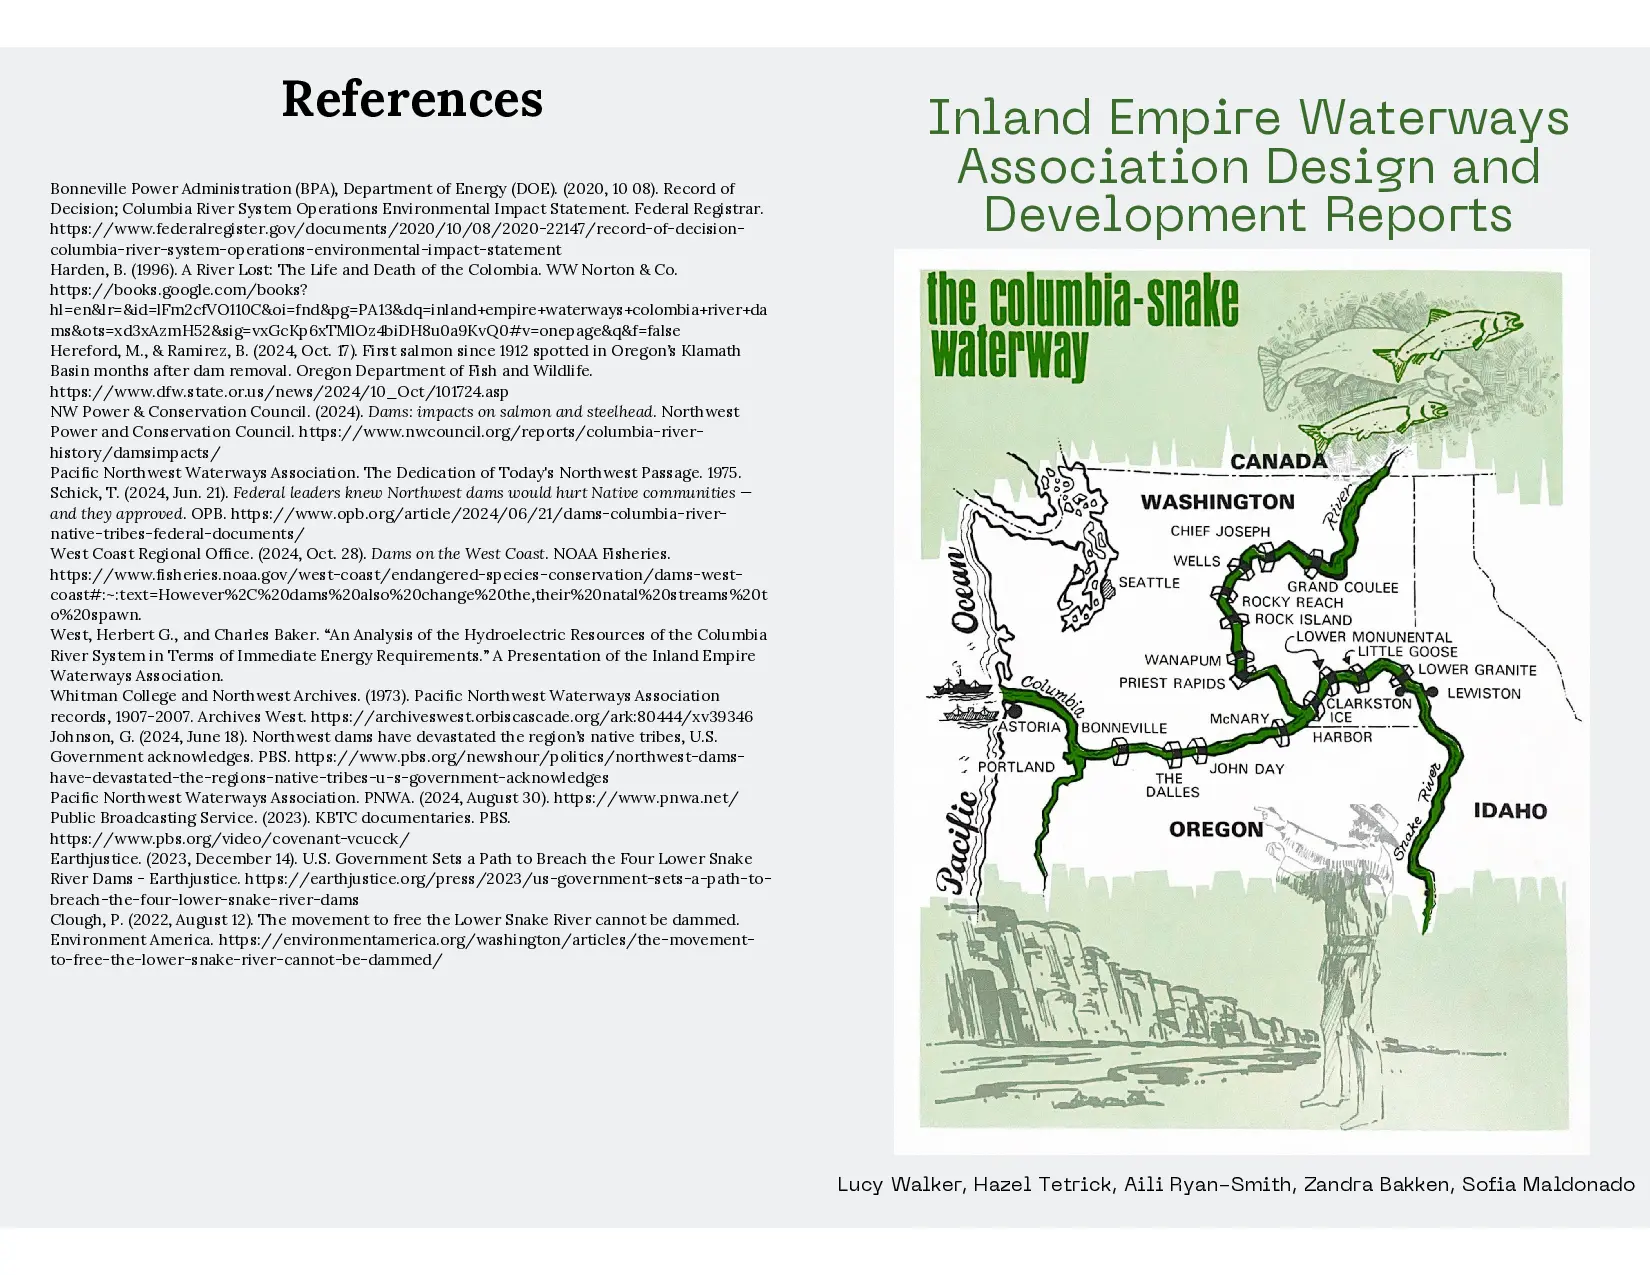 References
Bonneville Power Administration (BPA), Department of Energy (DOE). (2020, 10 08). Record of
Decision; Columbia River System Operations Environmental Impact Statement. Federal Registrar.
https://www.federalregister.gov/documents/2020/10/08/2020-22147/record-of-decision-
columbia-river-system-operations-environmental-impact-statement
Harden, B. (1996). A River Lost: The Life and Death of the Colombia. WW Norton & Co.
https://books.google.com/books?
hl=en&lr=&id=lFm2cfVO110C&oi=fnd&pg=PA13&dq=inland+empire+waterways+colombia+river+da
ms&ots=xd3xAzmH52&sig=vxGcKp6xTMIOz4biDH8u0a9KvQ0#v=onepage&q&f=false
Hereford, M., & Ramirez, B. (2024, Oct. 17). First salmon since 1912 spotted in Oregon's Klamath
Basin months after dam removal. Oregon Department of Fish and Wildlife.
https://www.dfw.state.or.us/news/2024/10_Oct/101724.asp
NW Power & Conservation Council. (2024). Dams: impacts on salmon and steelhead. Northwest
Power and Conservation Council. https://www.nwcouncil.org/reports/columbia-river-
history/damsimpacts/
Pacific Northwest Waterways Association. The Dedication of Today's Northwest Passage. 1975.
Schick, T. (2024, Jun. 21). Federal leaders knew Northwest dams would hurt Native communities —
and they approved. OPB. https://www.opb.org/article/2024/06/21/dams-columbia-river-
native-tribes-federal-documents/
West Coast Regional Office. (2024, Oct. 28). Dams on the West Coast. NOAA Fisheries.
https://www.fisheries.noaa.gov/west-coast/endangered-species-conservation/dams-west-
coast#:~:text=However%2C%20dams%20also%20change%20the,their%20natal%20streams%20t
o%20spawn.
West, Herbert G., and Charles Baker. “An Analysis of the Hydroelectric Resources of the Columbia
River System in Terms of Immediate Energy Requirements.” A Presentation of the Inland Empire
Waterways Association.
Whitman College and Northwest Archives. (1973). Pacific Northwest Waterways Association
records, 1907-2007. Archives West. https://archiveswest.orbiscascade.org/ark:80444/xv39346
Johnson, G. (2024, June 18). Northwest dams have devastated the region's native tribes, U.S.
Government acknowledges. PBS. https://www.pbs.org/newshour/politics/northwest-dams-
have-devastated-the-regions-native-tribes-u-s-government-acknowledges
Pacific Northwest Waterways Association. PNWA. (2024, August 30). https://www.pnwa.net/
Public Broadcasting Service. (2023). KBTC documentaries. PBS.
https://www.pbs.org/video/covenant-vcucck/
Earthjustice. (2023, December 14). U.S. Government Sets a Path to Breach the Four Lower Snake
River Dams - Earthjustice. https://earthjustice.org/press/2023/us-government-sets-a-path-to-
breach-the-four-lower-snake-river-dams
Clough, P. (2022, August 12). The movement to free the Lower Snake River cannot be dammed.
Environment America. https://environmentamerica.org/washington/articles/the-movement-
to-free-the-lower-snake-river-cannot-be-dammed/
Inland Empire Waterways
Association Design and
Development Reports
the columbia-snake
waterway
CANADA
WASHINGTON
River
CHIEF JOSEPH
WELLS
SEATTLE
GRAND COULEE
ROCKY REACH
ROCK ISLAND
LOWER MONUNENTAL
LITTLE GOOSE
WANAPUM
LOWER GRANITE
PRIEST RAPIDS
LEWISTON
CLARKSTON
Columbia
ICE
HARBOR
McNARY
ASTORIA
BONNEVILLE
PORTLAND
THE
DALLES
JOHN DAY
Pacific Ocean
OREGON
IDAHO
Snake River
Lucy Walker, Hazel Tetrick, Aili Ryan-Smith, Zandra Bakken, Sofia Maldonado